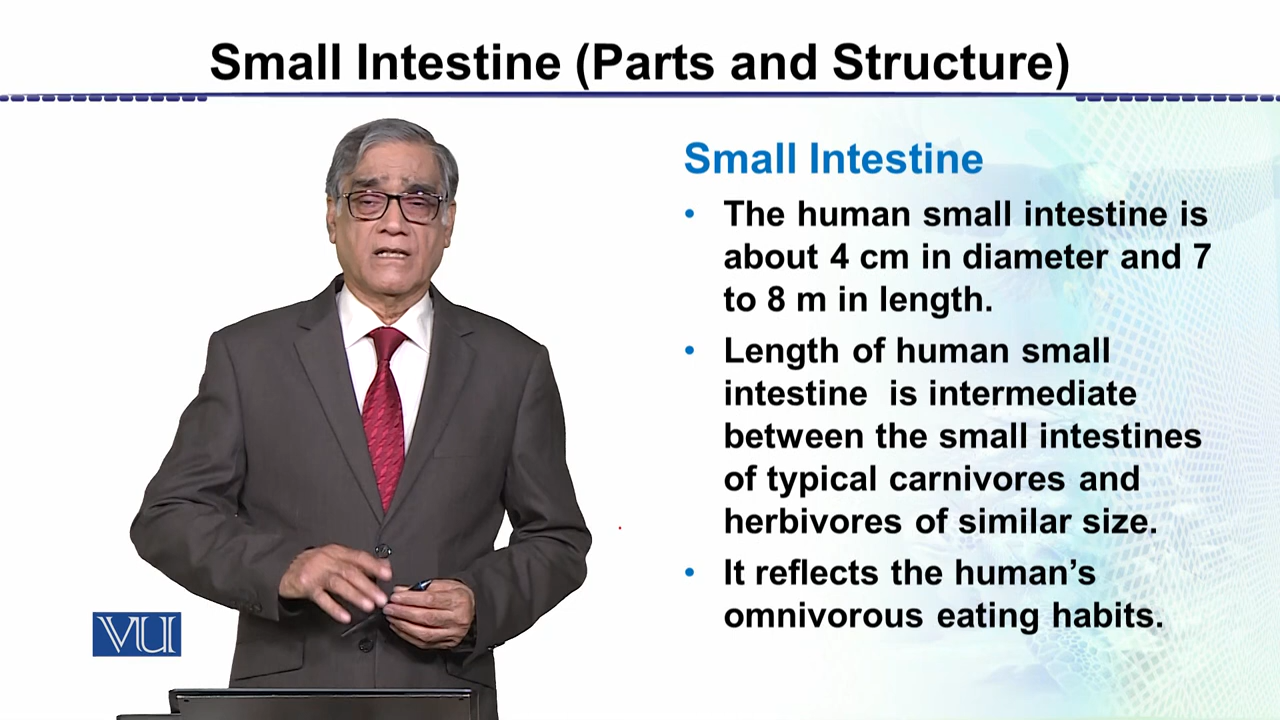 Small Intestine (Parts and Structure)
Small Intestine
• The human small intestine is
about 4 cm in diameter and 7
to 8 m in length.
• Length of human small
intestine  is intermediate
between the small intestines
of typical carnivores and
herbivores of similar size.
• It reflects the human’s
omnivorous eating habits.
VU